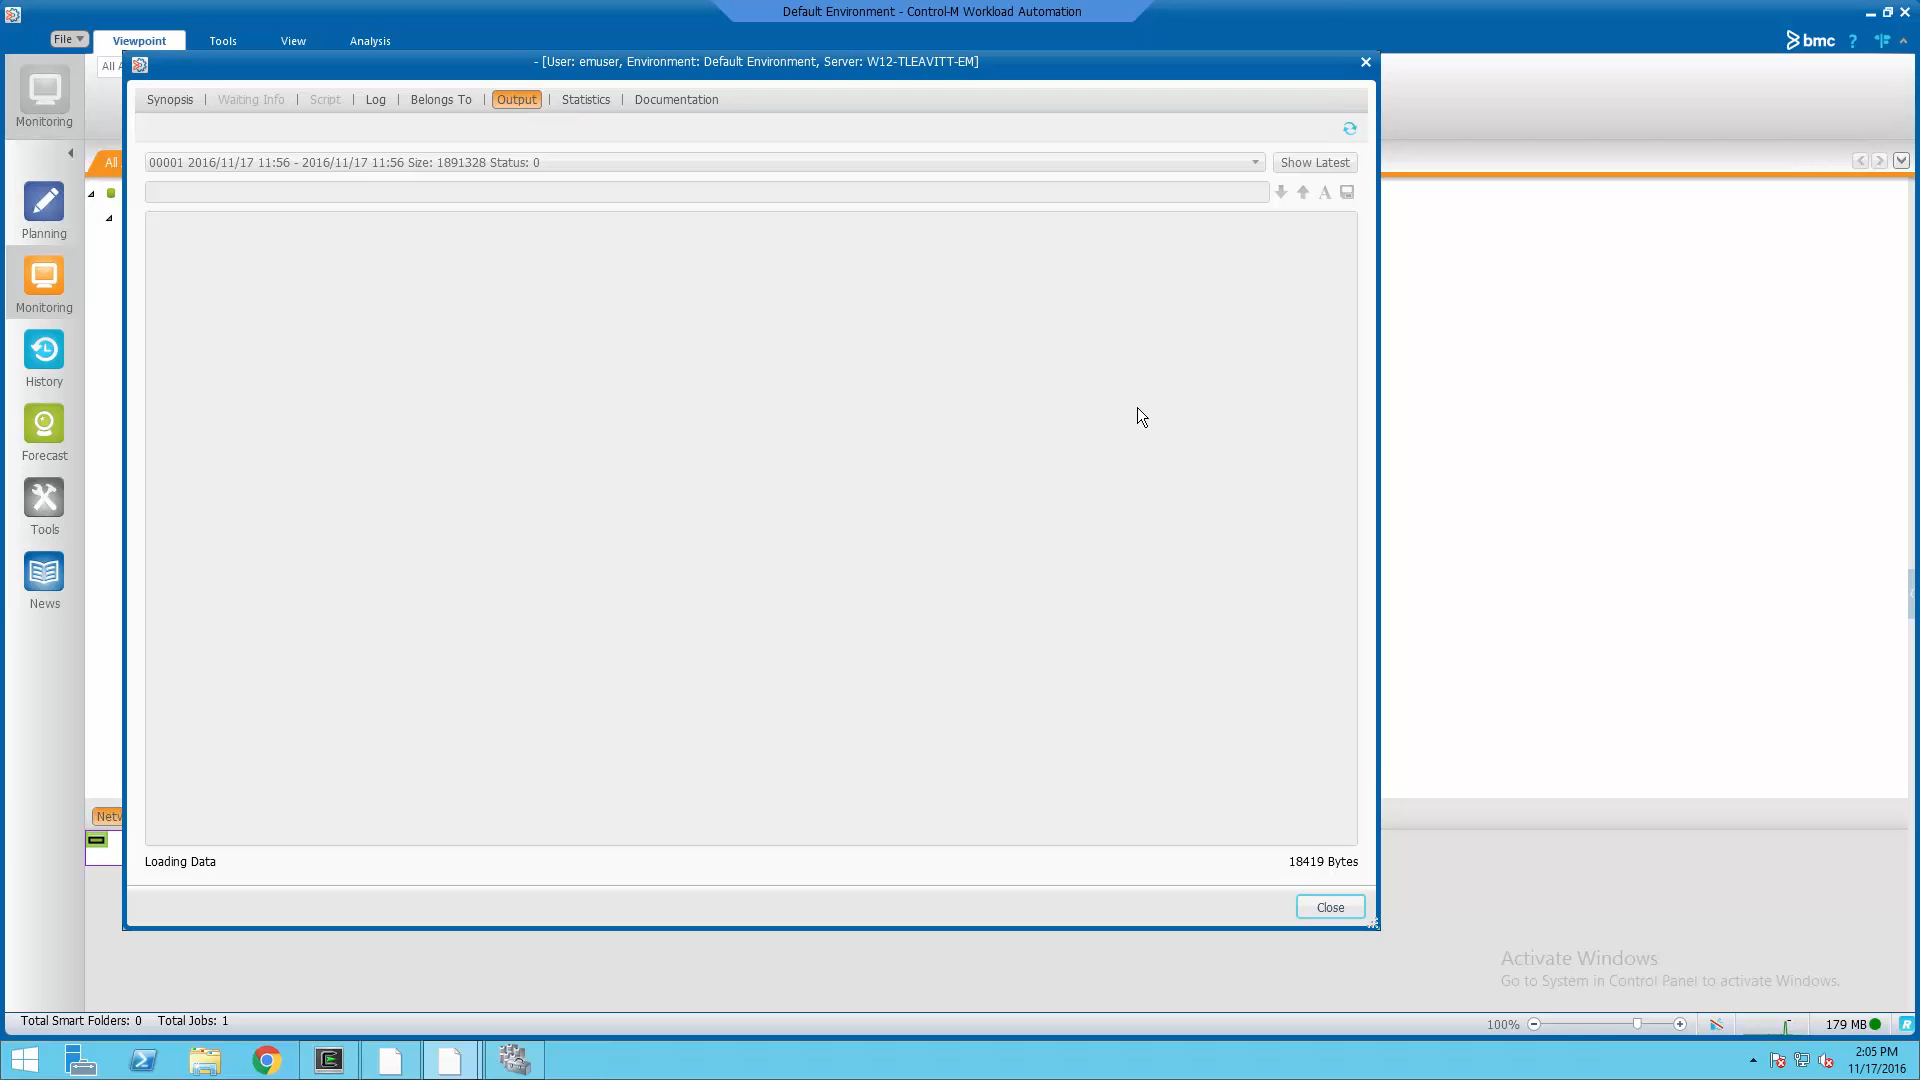 Default Environment - Control-M Workload Automation
File
Viewpoint
Tools
View
Analysis
bmc
?
All
- [User: emuser, Environment: Default Environment, Server: W12-TLEAVITT-EM]
Monitoring
Synopsis | Waiting Info | Script | Log | Belongs To | Output | Statistics | Documentation
All
00001 2016/11/17 11:56 - 2016/11/17 11:56 Size: 1891328 Status: 0
Show Latest
A
Planning
Monitoring
History
Forecast
Tools
News
Netw
Loading Data
18419 Bytes
Close
Activate Windows
Go to System in Control Panel to activate Windows.
Total Smart Folders: 0 Total Jobs: 1
100%
179 MB
R
2:05 PM
11/17/2016